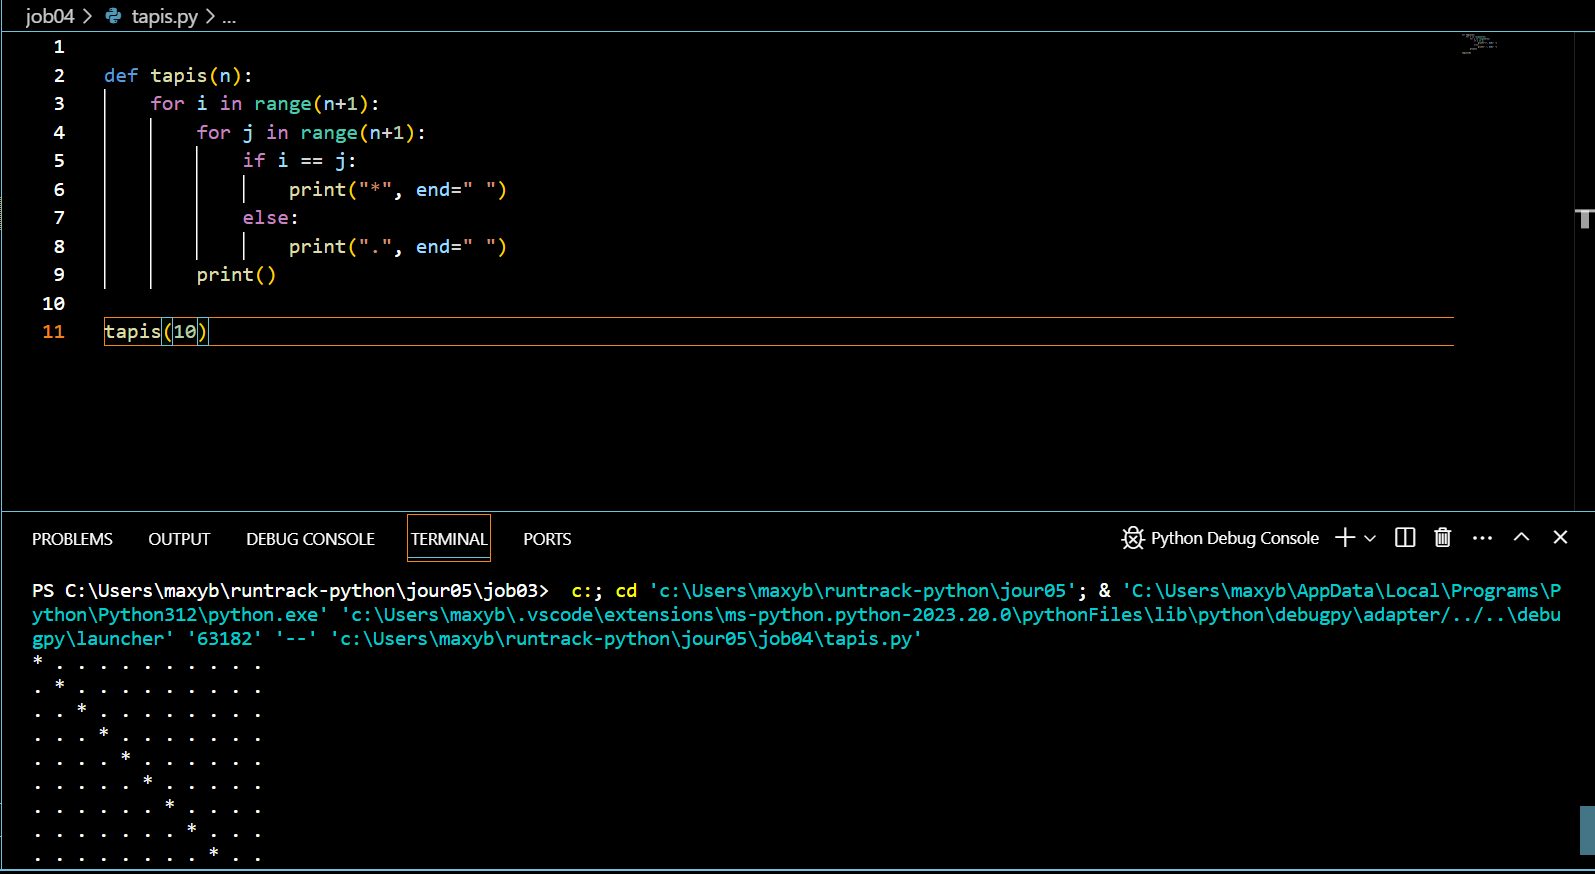 job04 > tapis.py > ...
1
2 def tapis(n):
3     for i in range(n+1):
4         for j in range(n+1):
5             if i == j:
6                 print("*", end=" ")
7             else:
8                 print(".", end=" ")
9         print()
10
11 tapis(10)
PROBLEMS OUTPUT DEBUG CONSOLE TERMINAL PORTS Python Debug Console
PS C:\Users\maxyb\runtrack-python\jour05\job03>  c:; cd 'c:\Users\maxyb\runtrack-python\jour05'; & 'C:\Users\maxyb\AppData\Local\Programs\P
ython\Python312\python.exe' 'c:\Users\maxyb\.vscode\extensions\ms-python.python-2023.20.0\pythonFiles\lib\python\debugpy\adapter/../..\debu
gpy\launcher' '63182' '--' 'c:\Users\maxyb\runtrack-python\jour05\job04\tapis.py'
* . . . . . . . . . .
. * . . . . . . . . .
. . * . . . . . . . .
. . . * . . . . . . .
. . . . * . . . . . .
. . . . . * . . . . .
. . . . . . * . . . .
. . . . . . . * . . .
. . . . . . . . * . .